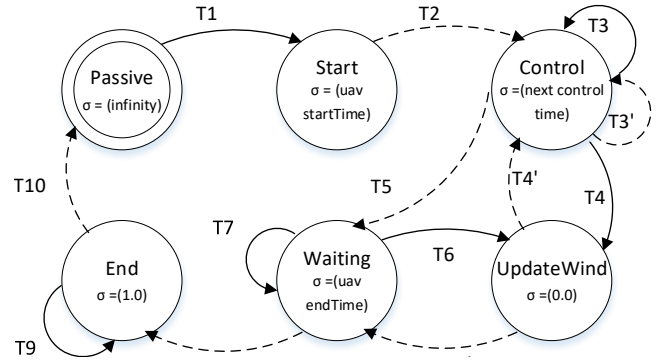 T1
T2
T3
Passive
σ = (infinity)
Start
σ = (uav
startTime)
Control
σ =(next control
time)
T3'
T10
T5
T4'
T4
T7
T6
End
σ =(1.0)
Waiting
σ =(uav
endTime)
UpdateWind
σ =(0.0)
T9